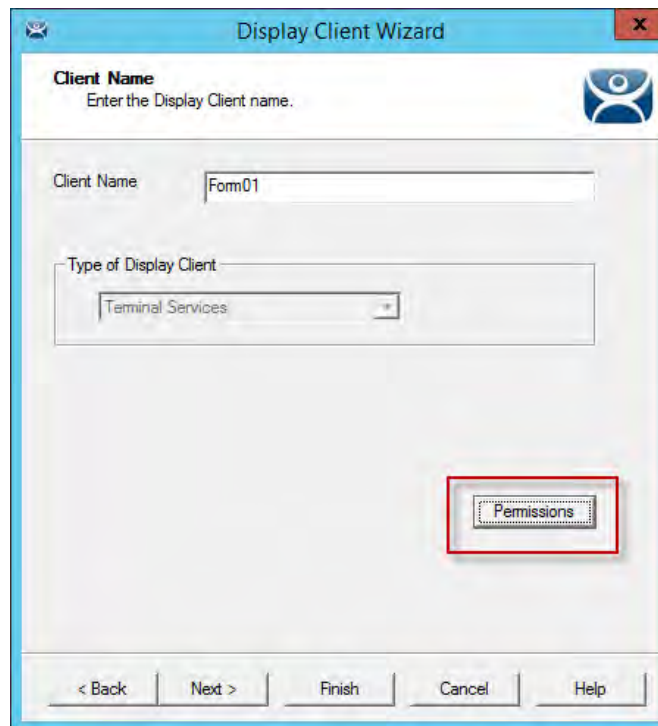 Display Client Wizard
x
Client Name
Enter the Display Client name.
Client Name
Form01
Type of Display Client
Terminal Services
Permissions
< Back
Next >
Finish
Cancel
Help